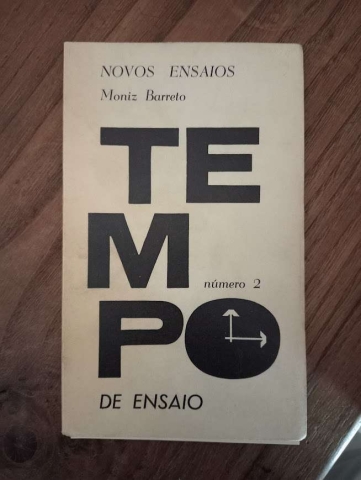 NOVOS ENSAIOS
Moniz Barreto
TE
M
número 2
PO
DE ENSAIO